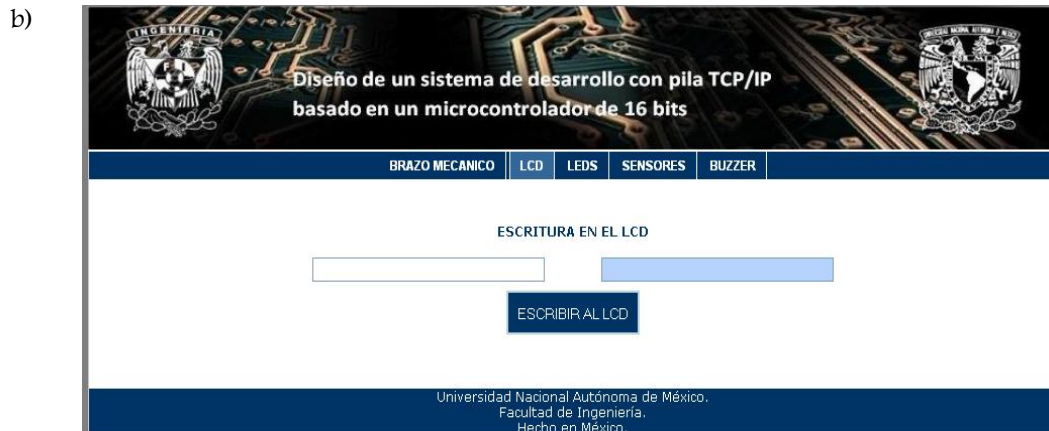 b)
INGENIERIA
Diseño de un sistema de desarrollo con pila TCP/IP
basado en un microcontrolador de 16 bits
BRAZO MECANICO LCD LEDS SENSORES BUZZER
ESCRITURA EN EL LCD
ESCRIBIR AL LCD
Universidad Nacional Autónoma de México.
Facultad de Ingeniería.
Hecho en México.